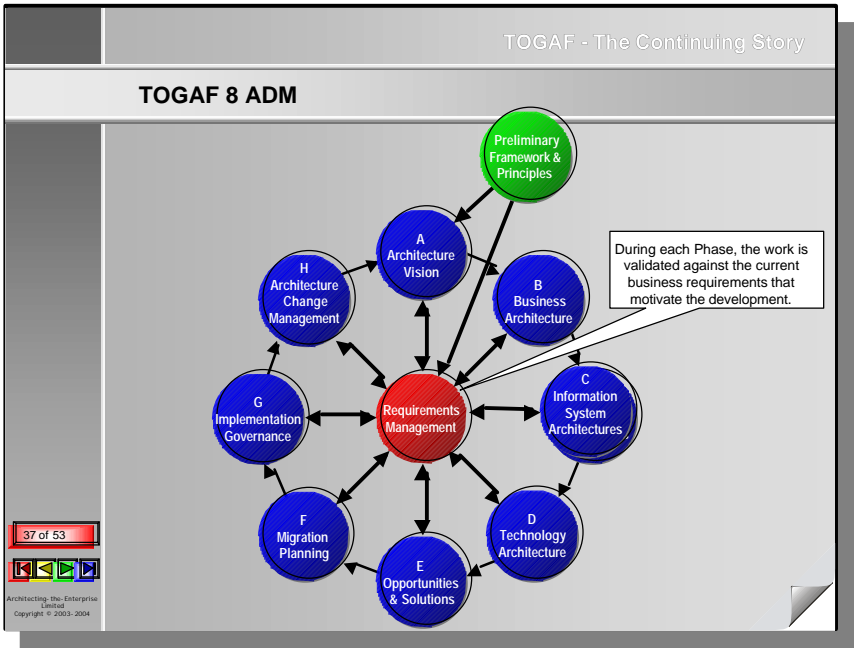 TOGAF - The Continuing Story
TOGAF 8 ADM
Preliminary
Framework &
Principles
A
Architecture
Vision
H
Architecture
Change
Management
B
Business
Architecture
During each Phase, the work is
validated against the current
business requirements that
motivate the development.
G
Implementation
Governance
Requirements
Management
C
Information
System
Architectures
F
Migration
Planning
E
Opportunities
& Solutions
D
Technology
Architecture
37 of 53
Architecting-the-Enterprise
Limited
Copyright © 2003-2004